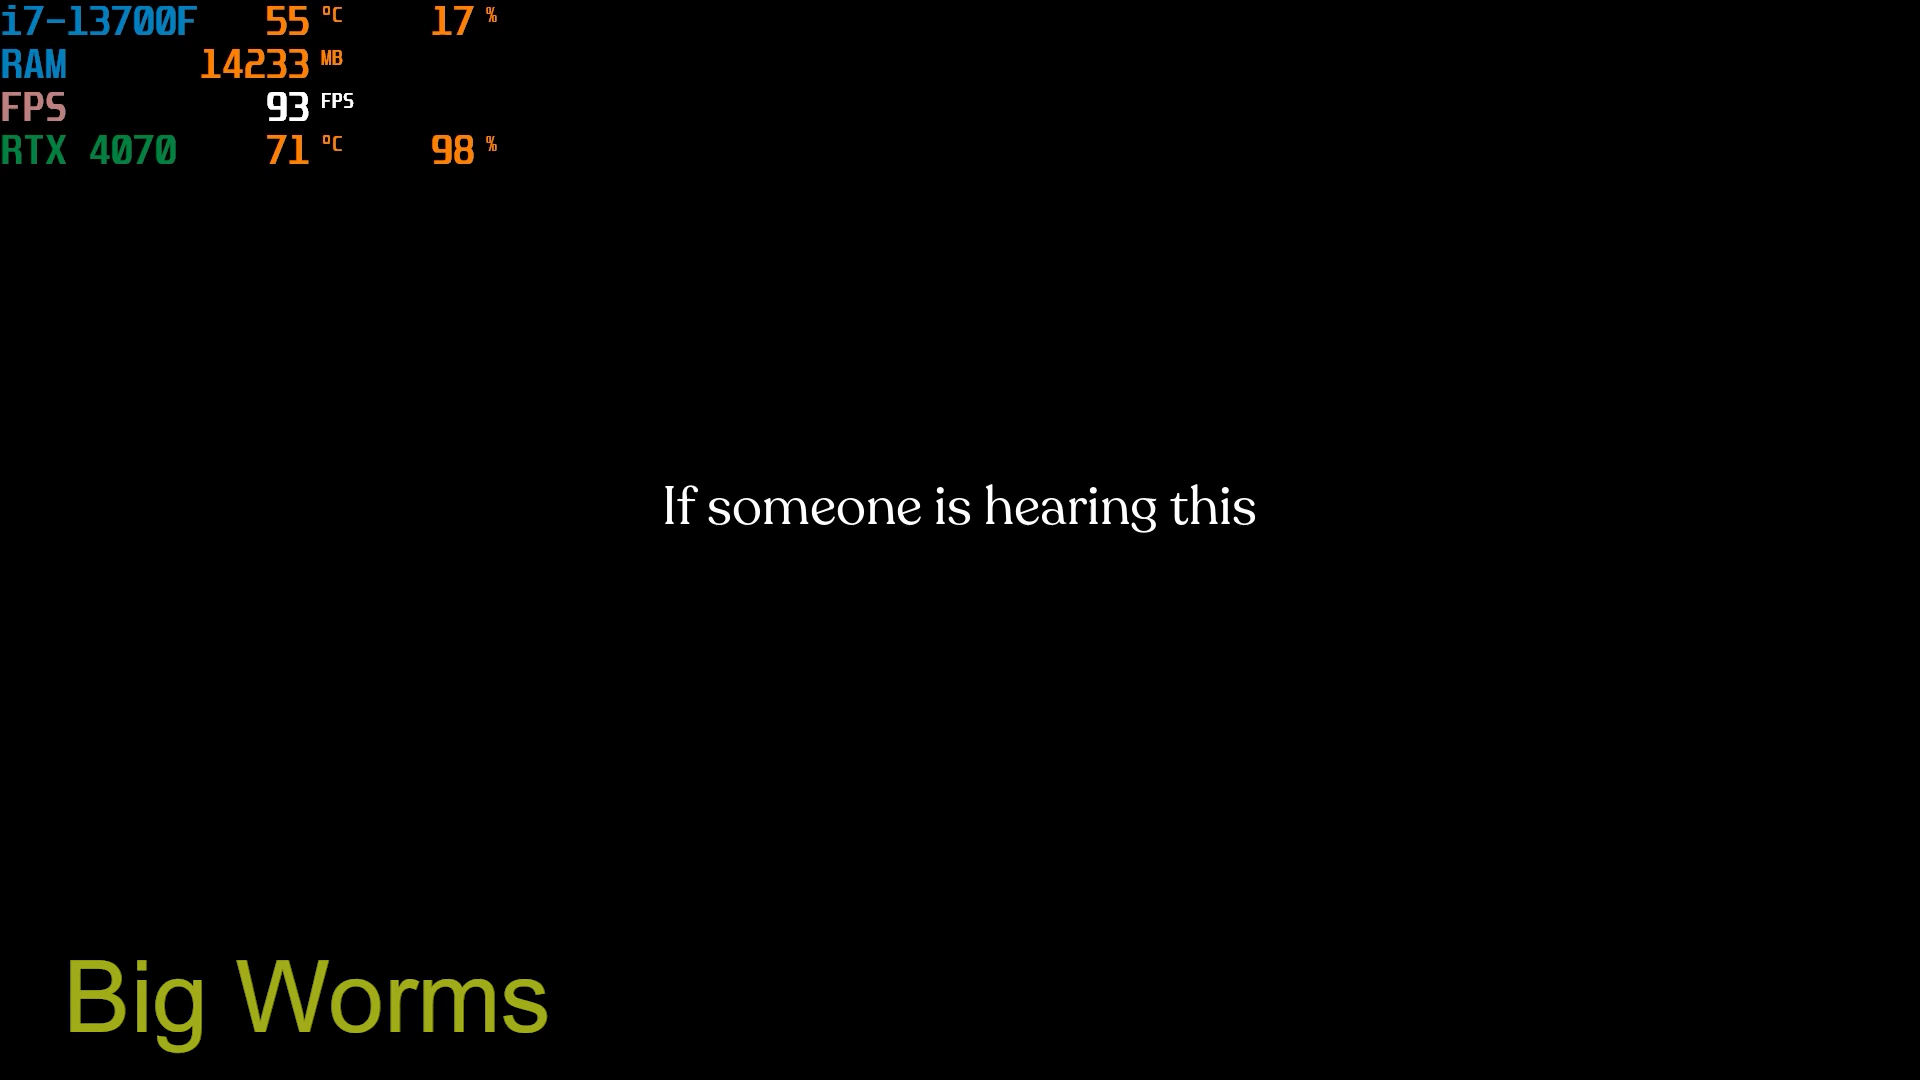 i7-13700F 55 °C 17 %
RAM 14233 MB
FPS 93 FPS
RTX 4070 71 °C 98 %
If someone is hearing this
Big Worms